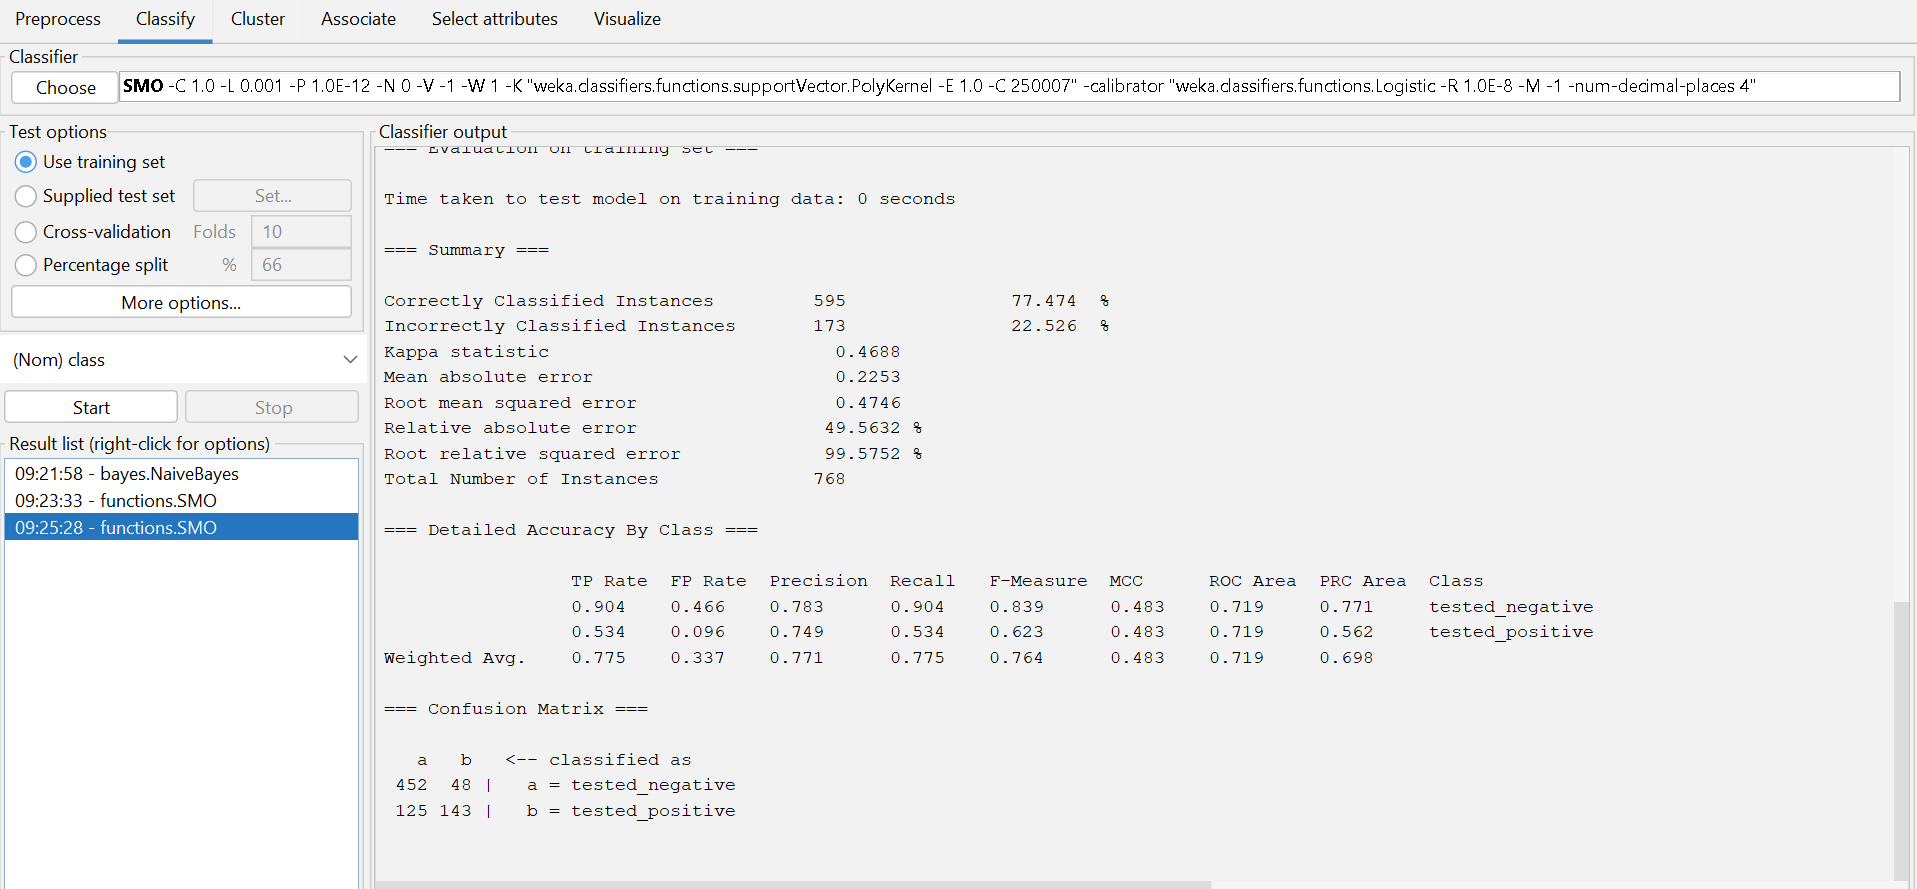 Preprocess Classify Cluster Associate Select attributes Visualize
Classifier
Choose SMO -C 1.0 -L 0.001 -P 1.0E-12 -N 0 -V -1 -W 1 -K "weka.classifiers.functions.supportVector.PolyKernel -E 1.0 -C 250007" -calibrator "weka.classifiers.functions.Logistic -R 1.0E-8 -M -1 -num-decimal-places 4"
Test options
Use training set
Supplied test set Set...
Cross-validation Folds 10
Percentage split % 66
More options...
(Nom) class
Start Stop
Result list (right-click for options)
09:21:58 - bayes.NaiveBayes
09:23:33 - functions.SMO
09:25:28 - functions.SMO
Classifier output
=== Evaluation on training set ===
Time taken to test model on training data: 0 seconds
=== Summary ===
Correctly Classified Instances 595 77.474 %
Incorrectly Classified Instances 173 22.526 %
Kappa statistic 0.4688
Mean absolute error 0.2253
Root mean squared error 0.4746
Relative absolute error 49.5632 %
Root relative squared error 99.5752 %
Total Number of Instances 768
=== Detailed Accuracy By Class ===
TP Rate FP Rate Precision Recall F-Measure MCC ROC Area PRC Area Class
0.904 0.466 0.783 0.904 0.839 0.483 0.719 0.771 tested_negative
0.534 0.096 0.749 0.534 0.623 0.483 0.719 0.562 tested_positive
Weighted Avg. 0.775 0.337 0.771 0.775 0.764 0.483 0.719 0.698
=== Confusion Matrix ===
a b <-- classified as
452 48 | a = tested_negative
125 143 | b = tested_positive